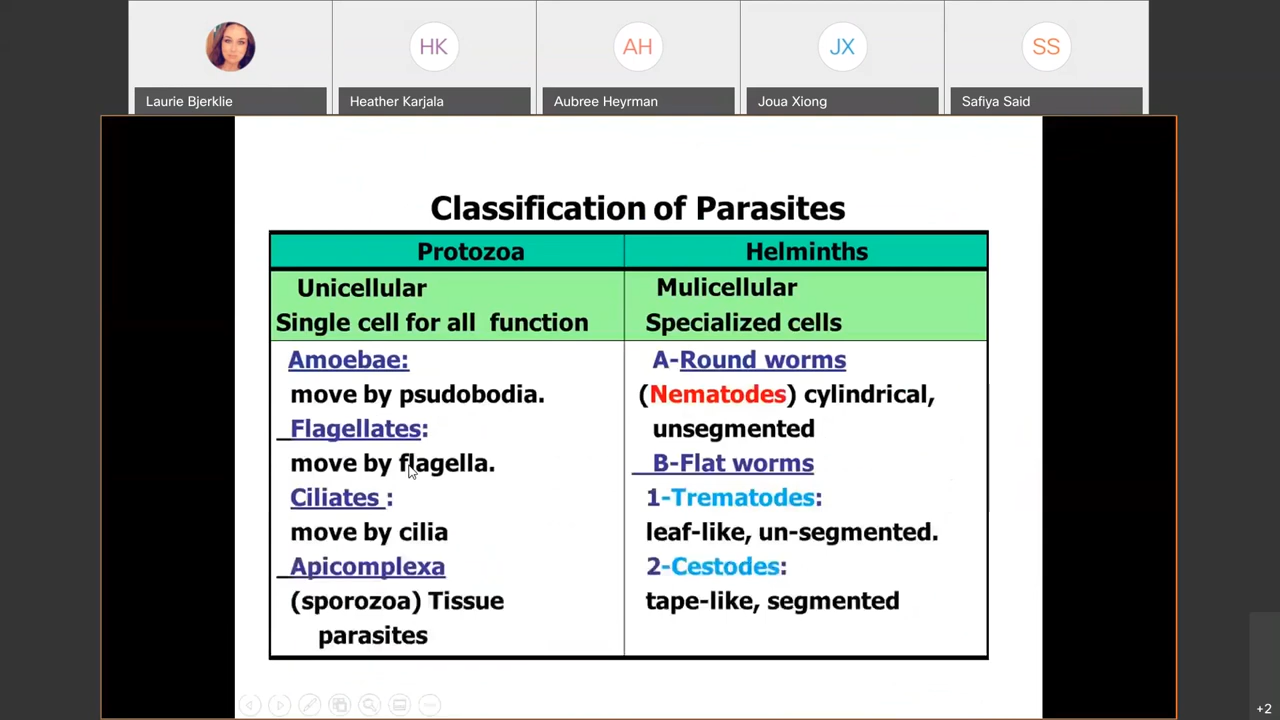 HK
AH
JX
SS
Laurie Bjerklie
Heather Karjala
Aubree Heyrman
Joua Xiong
Safiya Said
Classification of Parasites
Protozoa
Helminths
Unicellular
Single cell for all function
Mulicellular
Specialized cells
Amoebae:
move by psudobodia.
Flagellates:
move by flagella.
Ciliates :
move by cilia
Apicomplexa
(sporozoa) Tissue
parasites
A-Round worms
(Nematodes) cylindrical,
unsegmented
B-Flat worms
1-Trematodes:
leaf-like, un-segmented.
2-Cestodes:
tape-like, segmented
+2